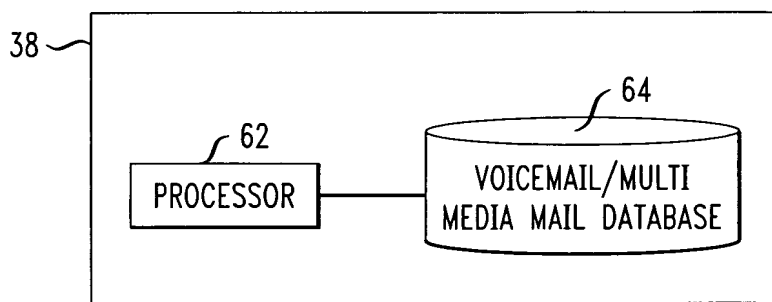 38
64
62
PROCESSOR
VOICEMAIL/MULTI
MEDIA MAIL DATABASE